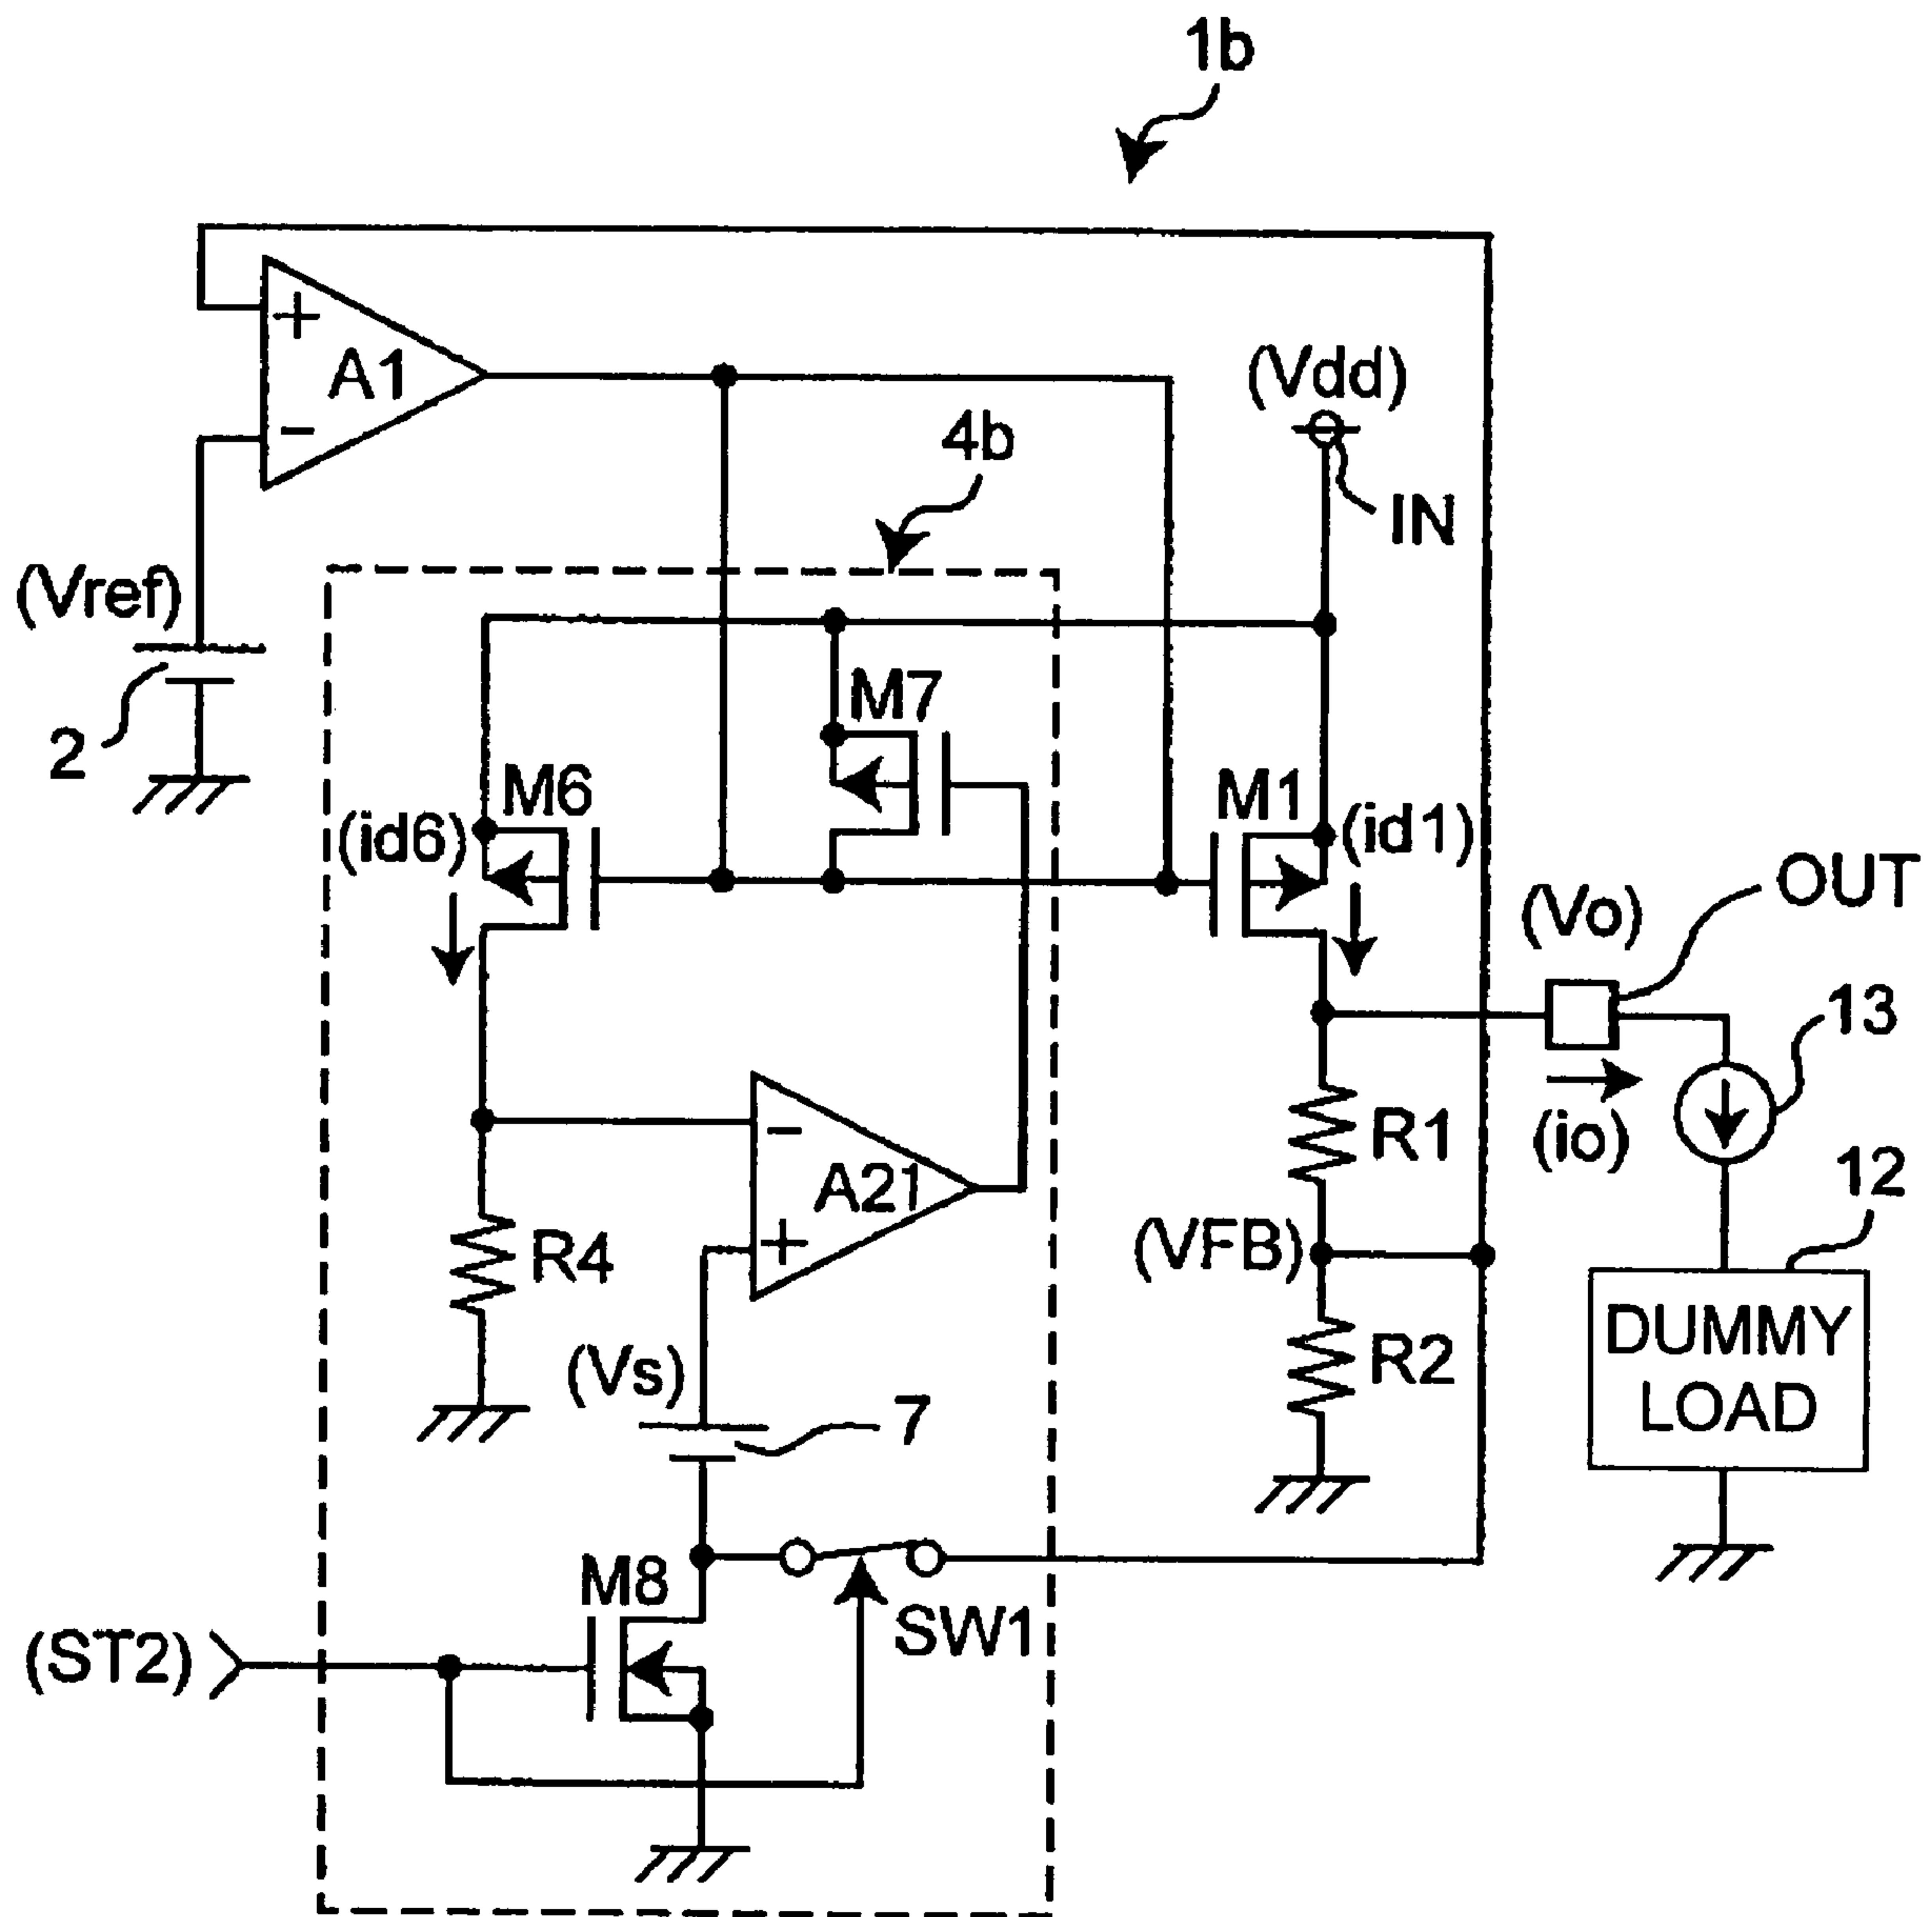 1b
+
A1
−
(Vdd)
4b
IN
(Vref)
2
M7
M6
M1
(id6)
(id1)
OUT
(Vo)
13
−
R1
(io)
A21
12
+
R4
(VFB)
DUMMY
LOAD
R2
(Vs)
7
M8
SW1
(ST2)